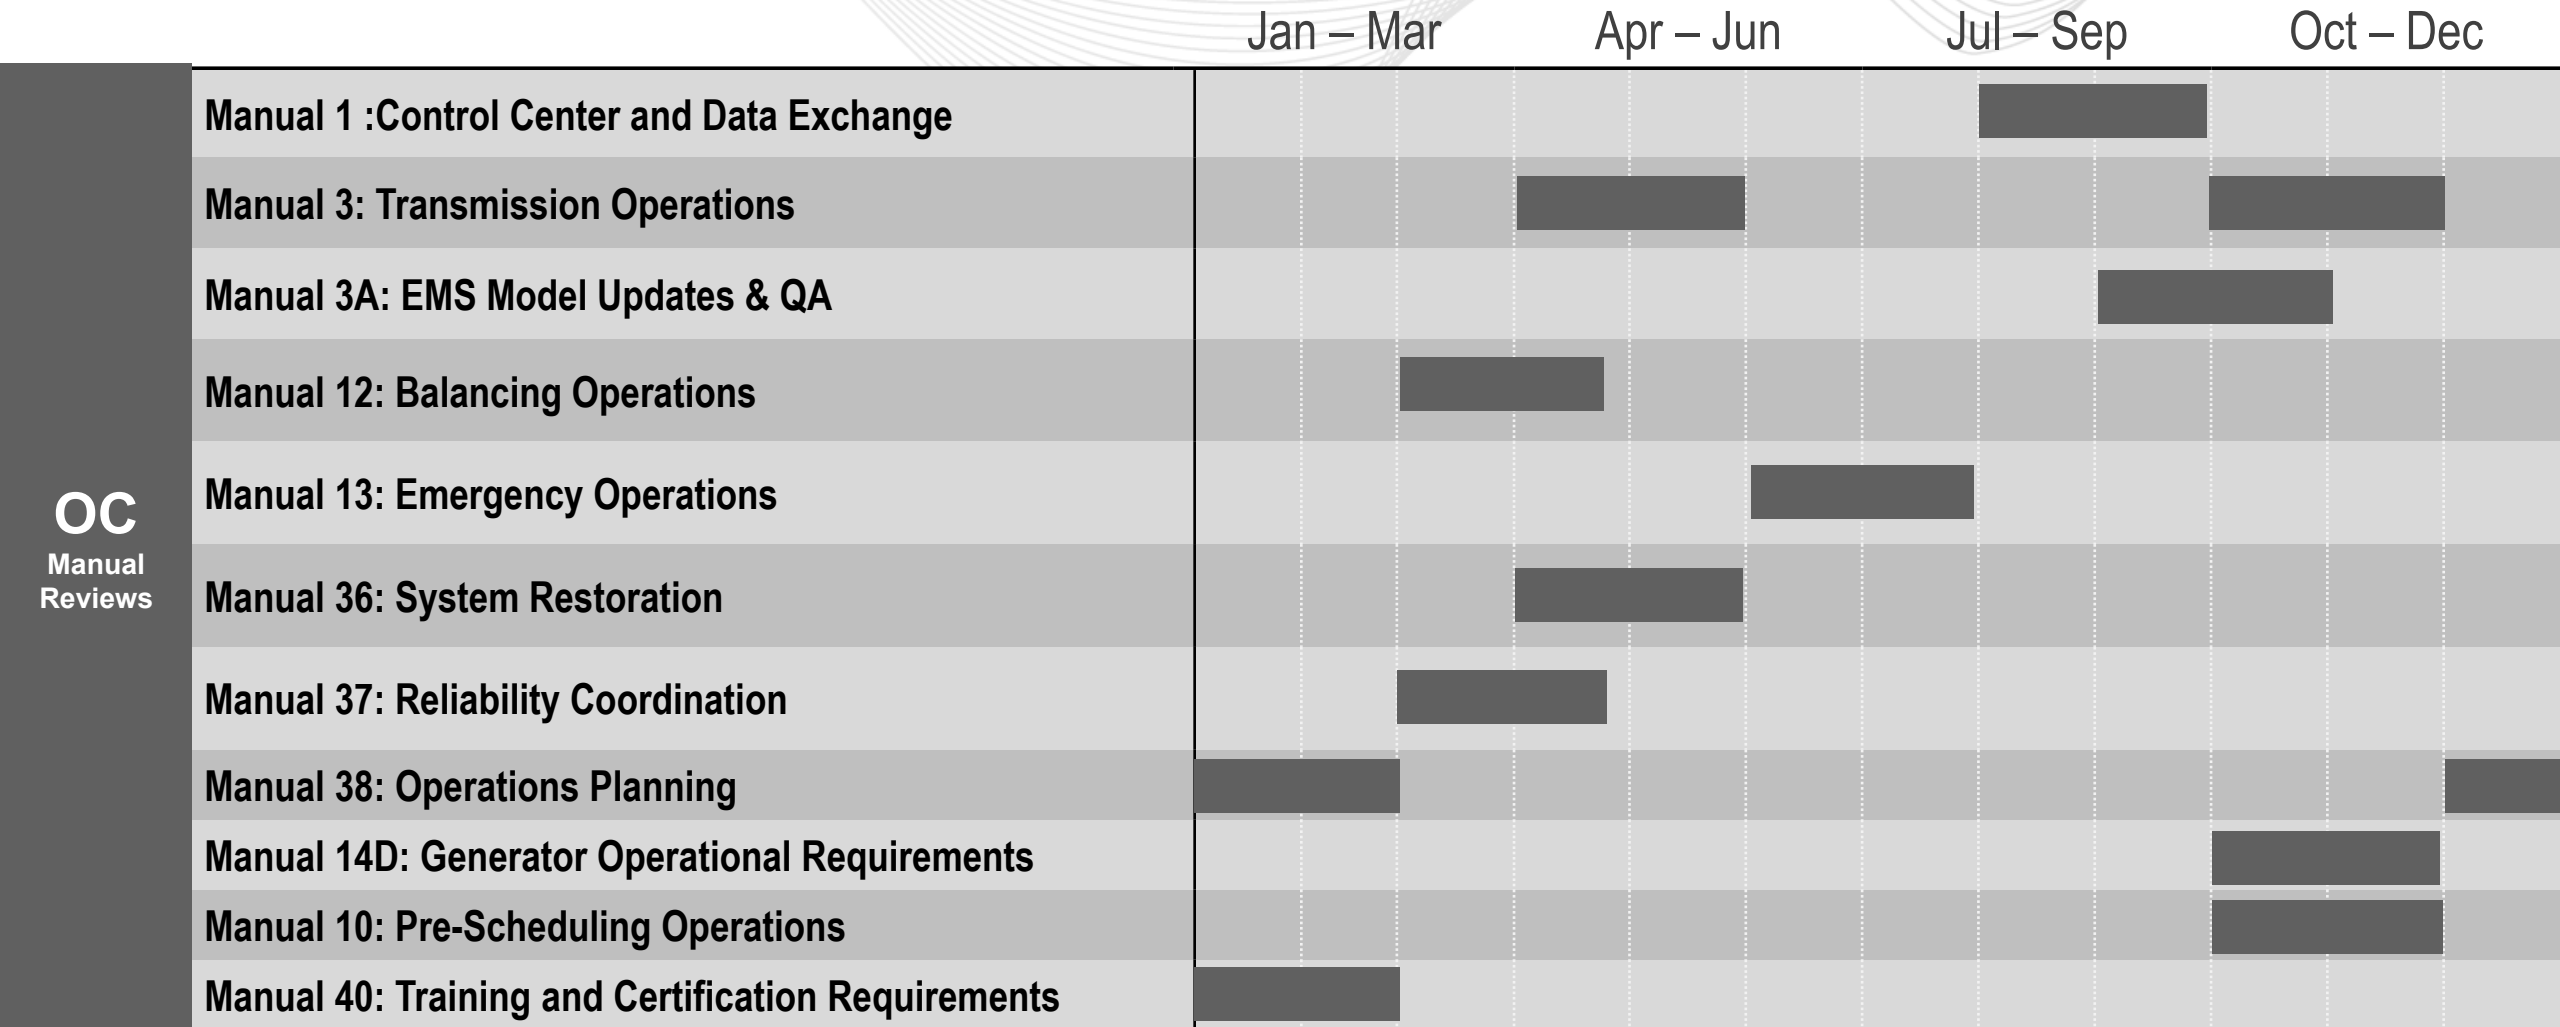 Jan – Mar Apr – Jun Jul – Sep Oct – Dec
OC
Manual
Reviews
Manual 1 :Control Center and Data Exchange
Manual 3: Transmission Operations
Manual 3A: EMS Model Updates & QA
Manual 12: Balancing Operations
Manual 13: Emergency Operations
Manual 36: System Restoration
Manual 37: Reliability Coordination
Manual 38: Operations Planning
Manual 14D: Generator Operational Requirements
Manual 10: Pre-Scheduling Operations
Manual 40: Training and Certification Requirements